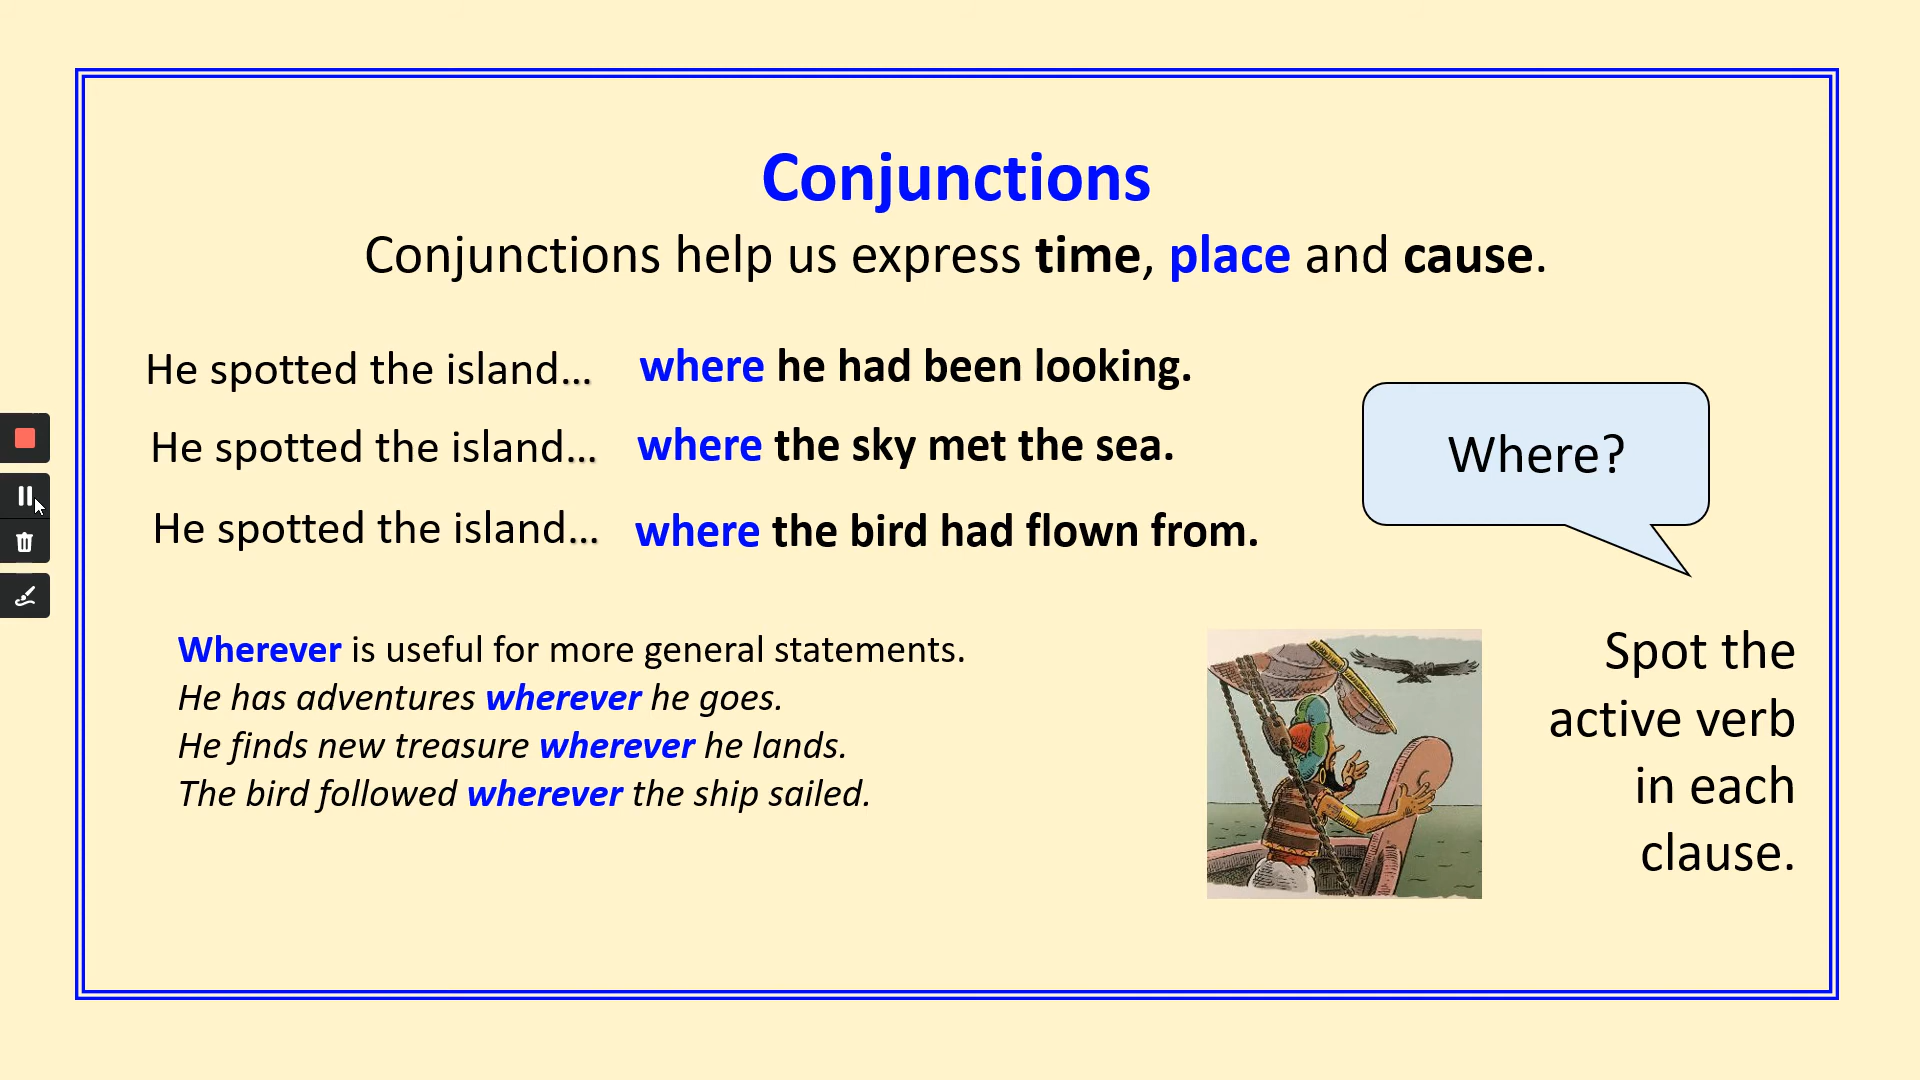 Conjunctions
Conjunctions help us express time, place and cause.
He spotted the island... where he had been looking.
He spotted the island... where the sky met the sea.
He spotted the island... where the bird had flown from.
Where?
Wherever is useful for more general statements.
He has adventures wherever he goes.
He finds new treasure wherever he lands.
The bird followed wherever the ship sailed.
Spot the
active verb
in each
clause.